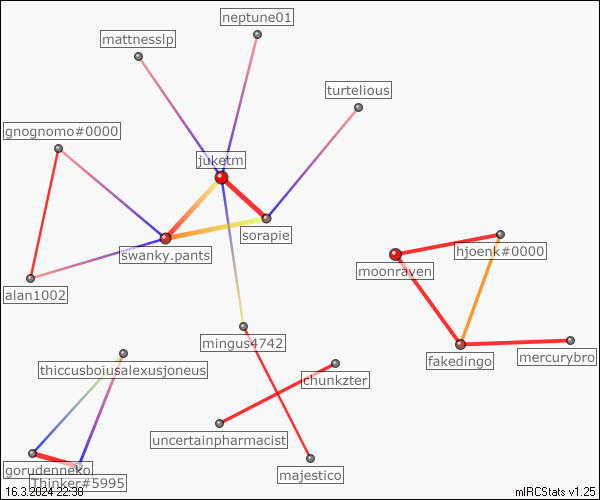 neptune01
mattnesslp
turtelious
gnognomo#0000
juketm
sorapie
swanky.pants
hjoenk#0000
moonraven
alan1002
mingus4742
fakedingo
mercurybro
thiccusboiusalexusjoneus
chunkzter
uncertainpharmacist
gorudenneko
majestico
Thinker#5995
16.3.2024 22:38
mIRCStats v1.25